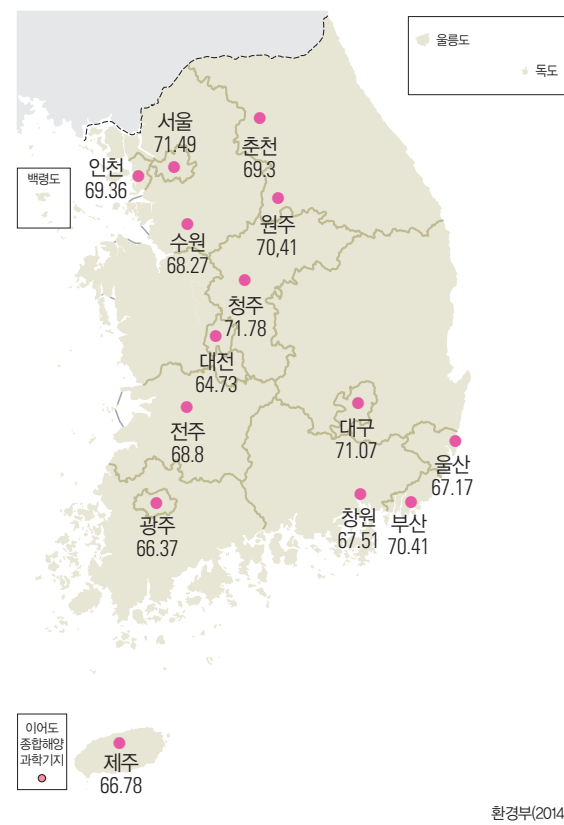 울릉도
독도
서울
71.49
춘천
69.3
인천
69.36
백령도
원주
70,41
수원
68.27
청주
71.78
대전
64.73
전주
68.8
대구
71.07
울산
67.17
광주
66.37
창원
67.51
부산
70.41
이어도
종합해양
과학기지
제주
66.78
환경부(2014